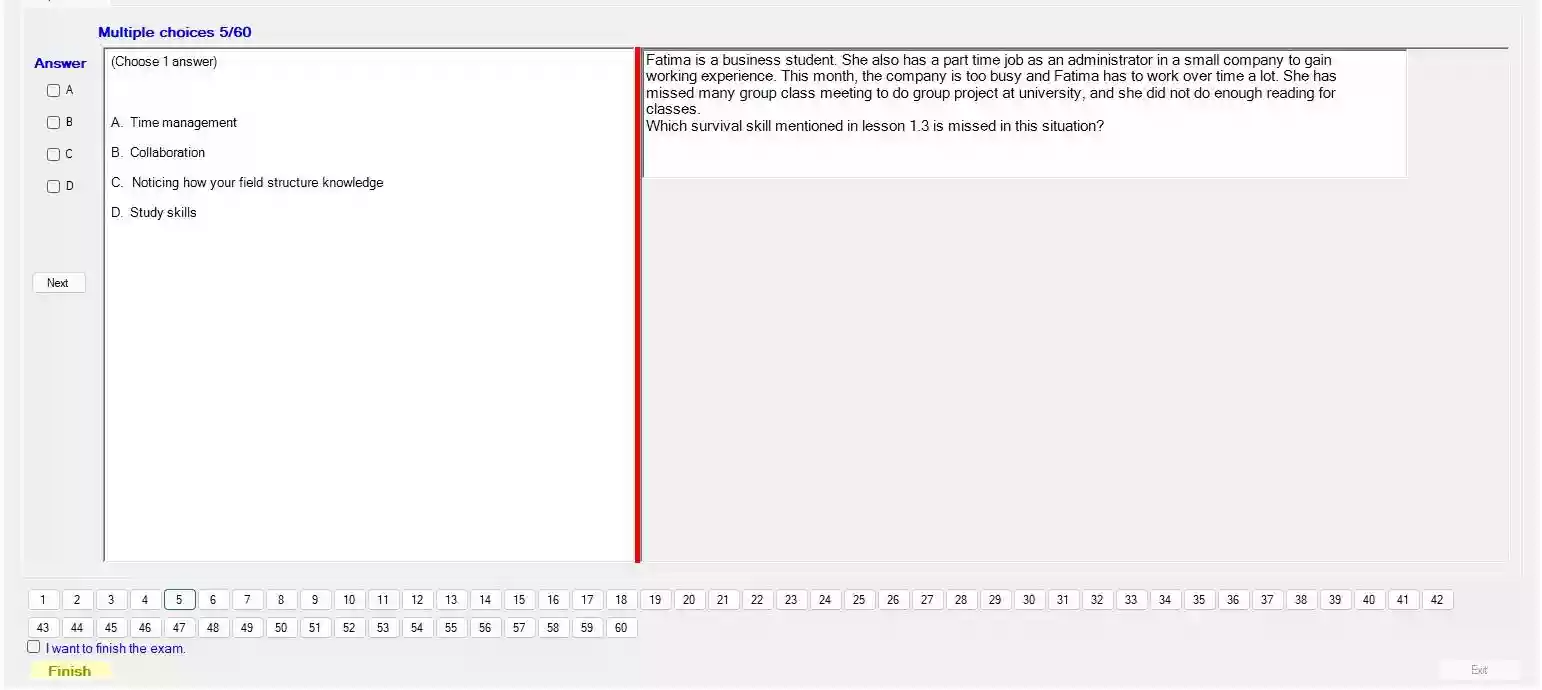 Multiple choices 5/60
Answer
A
B
C
D
Next
(Choose 1 answer)
A. Time management
B. Collaboration
C. Noticing how your field structure knowledge
D. Study skills
Fatima is a business student. She also has a part time job as an administrator in a small company to gain
working experience. This month, the company is too busy and Fatima has to work over time a lot. She has
missed many group class meeting to do group project at university, and she did not do enough reading for
classes.
Which survival skill mentioned in lesson 1.3 is missed in this situation?
1 2 3 4 5 6 7 8 9 10 11 12 13 14 15 16 17 18 19 20 21 22 23 24 25 26 27 28 29 30 31 32 33 34 35 36 37 38 39 40 41 42
43 44 45 46 47 48 49 50 51 52 53 54 55 56 57 58 59 60
I want to finish the exam.
Finish
Exit